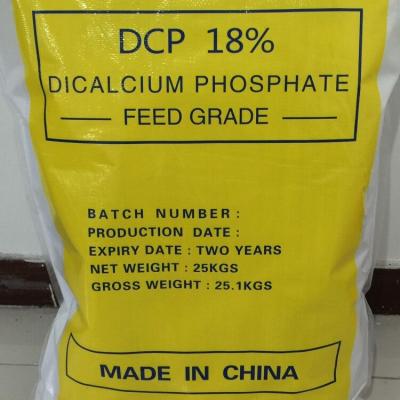 DCP 18%
DICALCIUM PHOSPHATE
FEED GRADE
BATCH NUMBER :
PRODUCTION DATE :
EXPIRY DATE : TWO YEARS
NET WEIGHT : 25KGS
GROSS WEIGHT : 25.1KGS
MADE IN CHINA